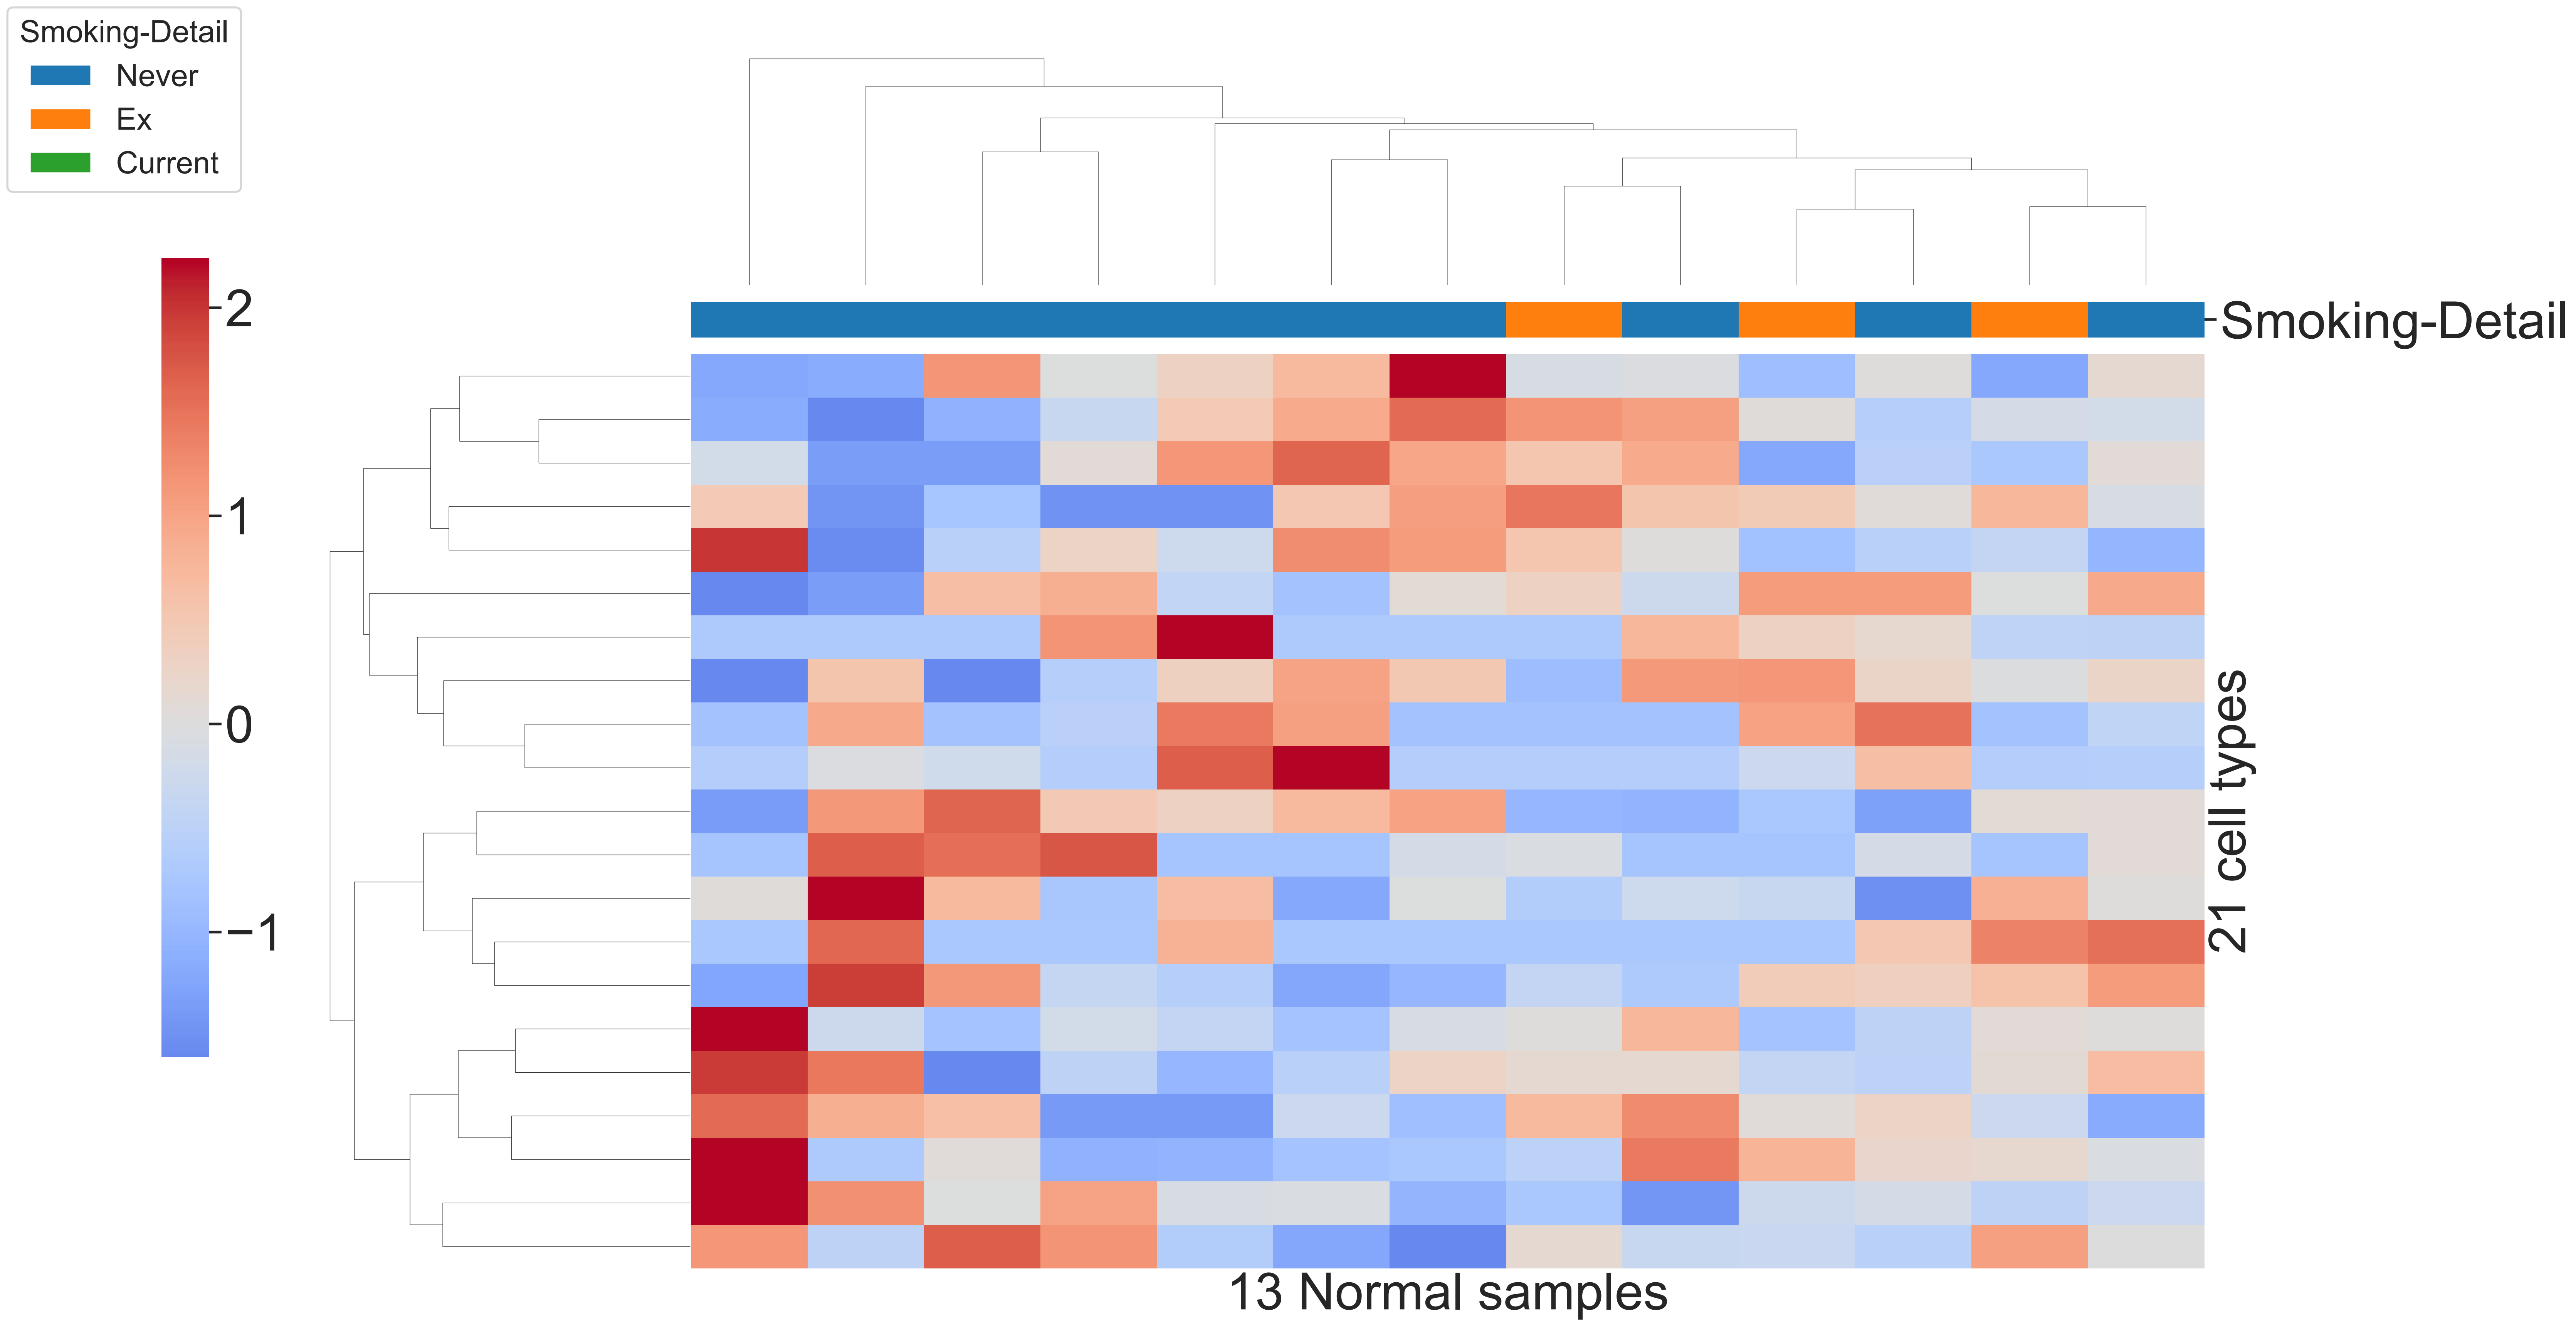 Smoking-Detail
Never
Ex
Current
2
1
0
−1
Smoking-Detail
21 cell types
13 Normal samples